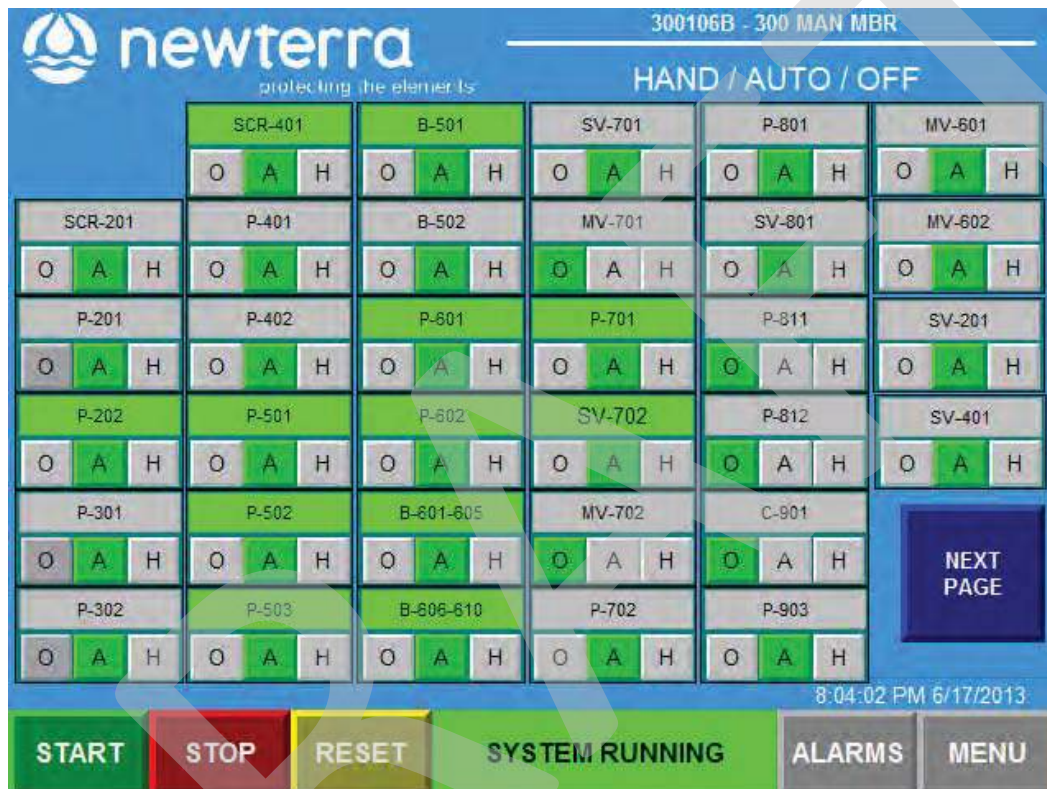 newterra
protecting the elements
300106B - 300 MAN MBR
HAND / AUTO / OFF
SCR-401 B-501 SV-701 P-801 MV-601
O A H O A H O A H O A H O A H
SCR-201 P-401 B-502 MV-701 SV-801 MV-602
O A H O A H O A H O A H O A H O A H
P-201 P-402 P-601 P-701 P-811 SV-201
O A H O A H O A H O A H O A H O A H
P-202 P-501 P-602 SV-702 P-812 SV-401
O A H O A H O A H O A H O A H O A H
P-301 P-502 B-601-605 MV-702 C-901
O A H O A H O A H O A H O A H
P-302 P-503 B-606-610 P-702 P-903
O A H O A H O A H O A H O A H
NEXT
PAGE
8:04:02 PM 6/17/2013
START STOP RESET SYSTEM RUNNING ALARMS MENU